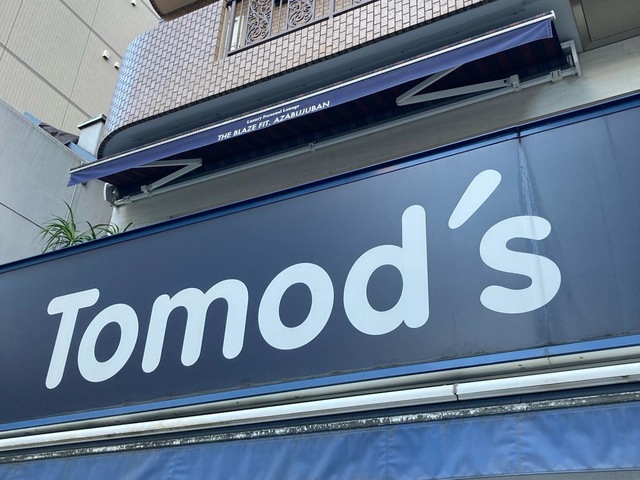 Luxury Personal Lounge
THE BLAZE FIT. AZABUJUBAN
Tomod's